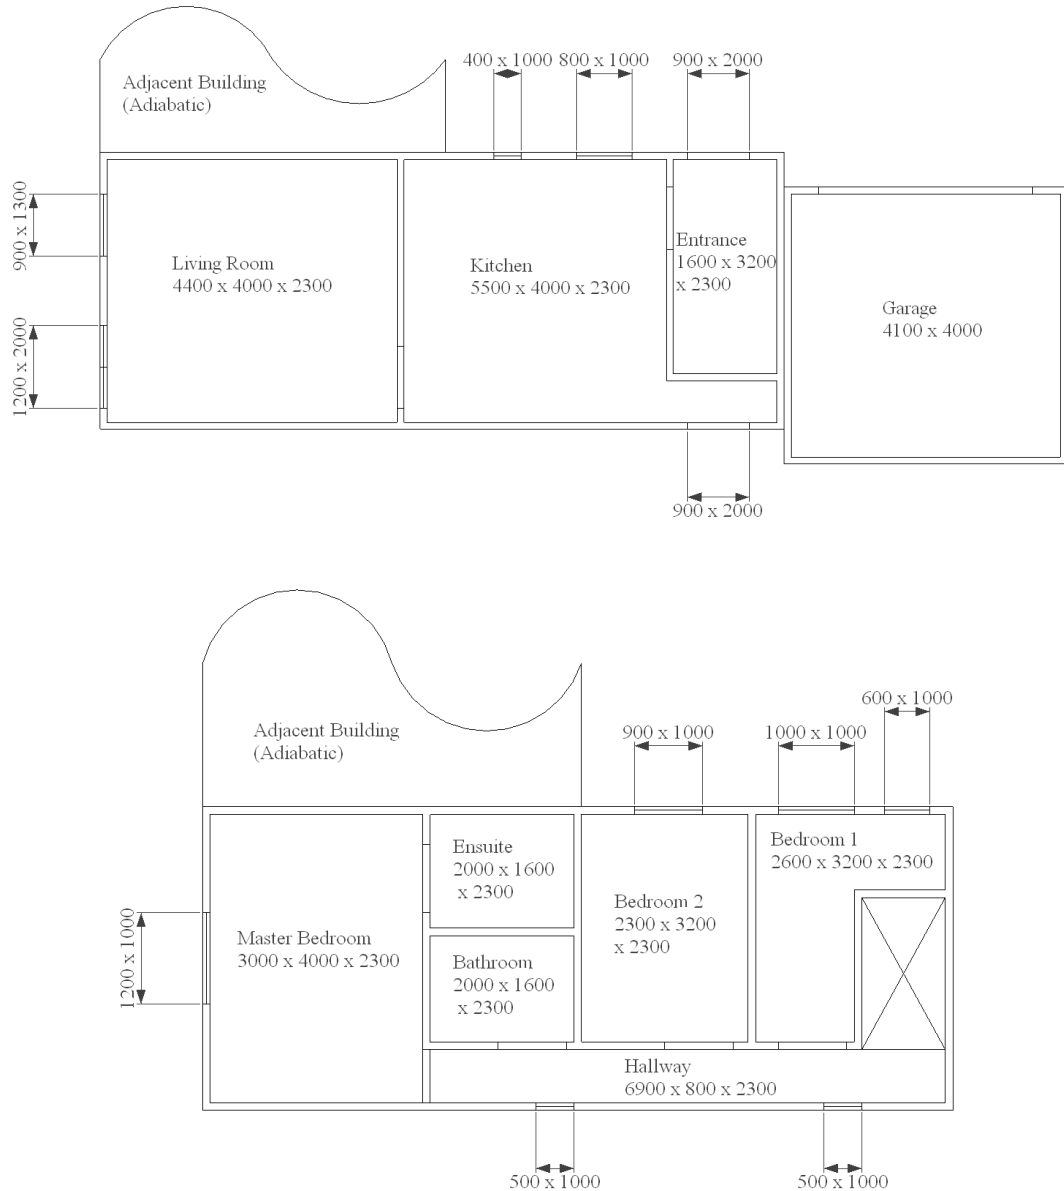 400 x 1000 800 x 1000
900 x 2000
Adjacent Building
(Adiabatic)
900 x 1300
Living Room
4400 x 4000 x 2300
Kitchen
5500 x 4000 x 2300
Entrance
1600 x 3200
x 2300
Garage
4100 x 4000
1200 x 2000
900 x 2000
Adjacent Building
(Adiabatic)
900 x 1000
1000 x 1000
600 x 1000
Ensuite
2000 x 1600
x 2300
Bedroom 1
2600 x 3200 x 2300
Bedroom 2
2300 x 3200
x 2300
1200 x 1000
Master Bedroom
3000 x 4000 x 2300
Bathroom
2000 x 1600
x 2300
Hallway
6900 x 800 x 2300
500 x 1000
500 x 1000